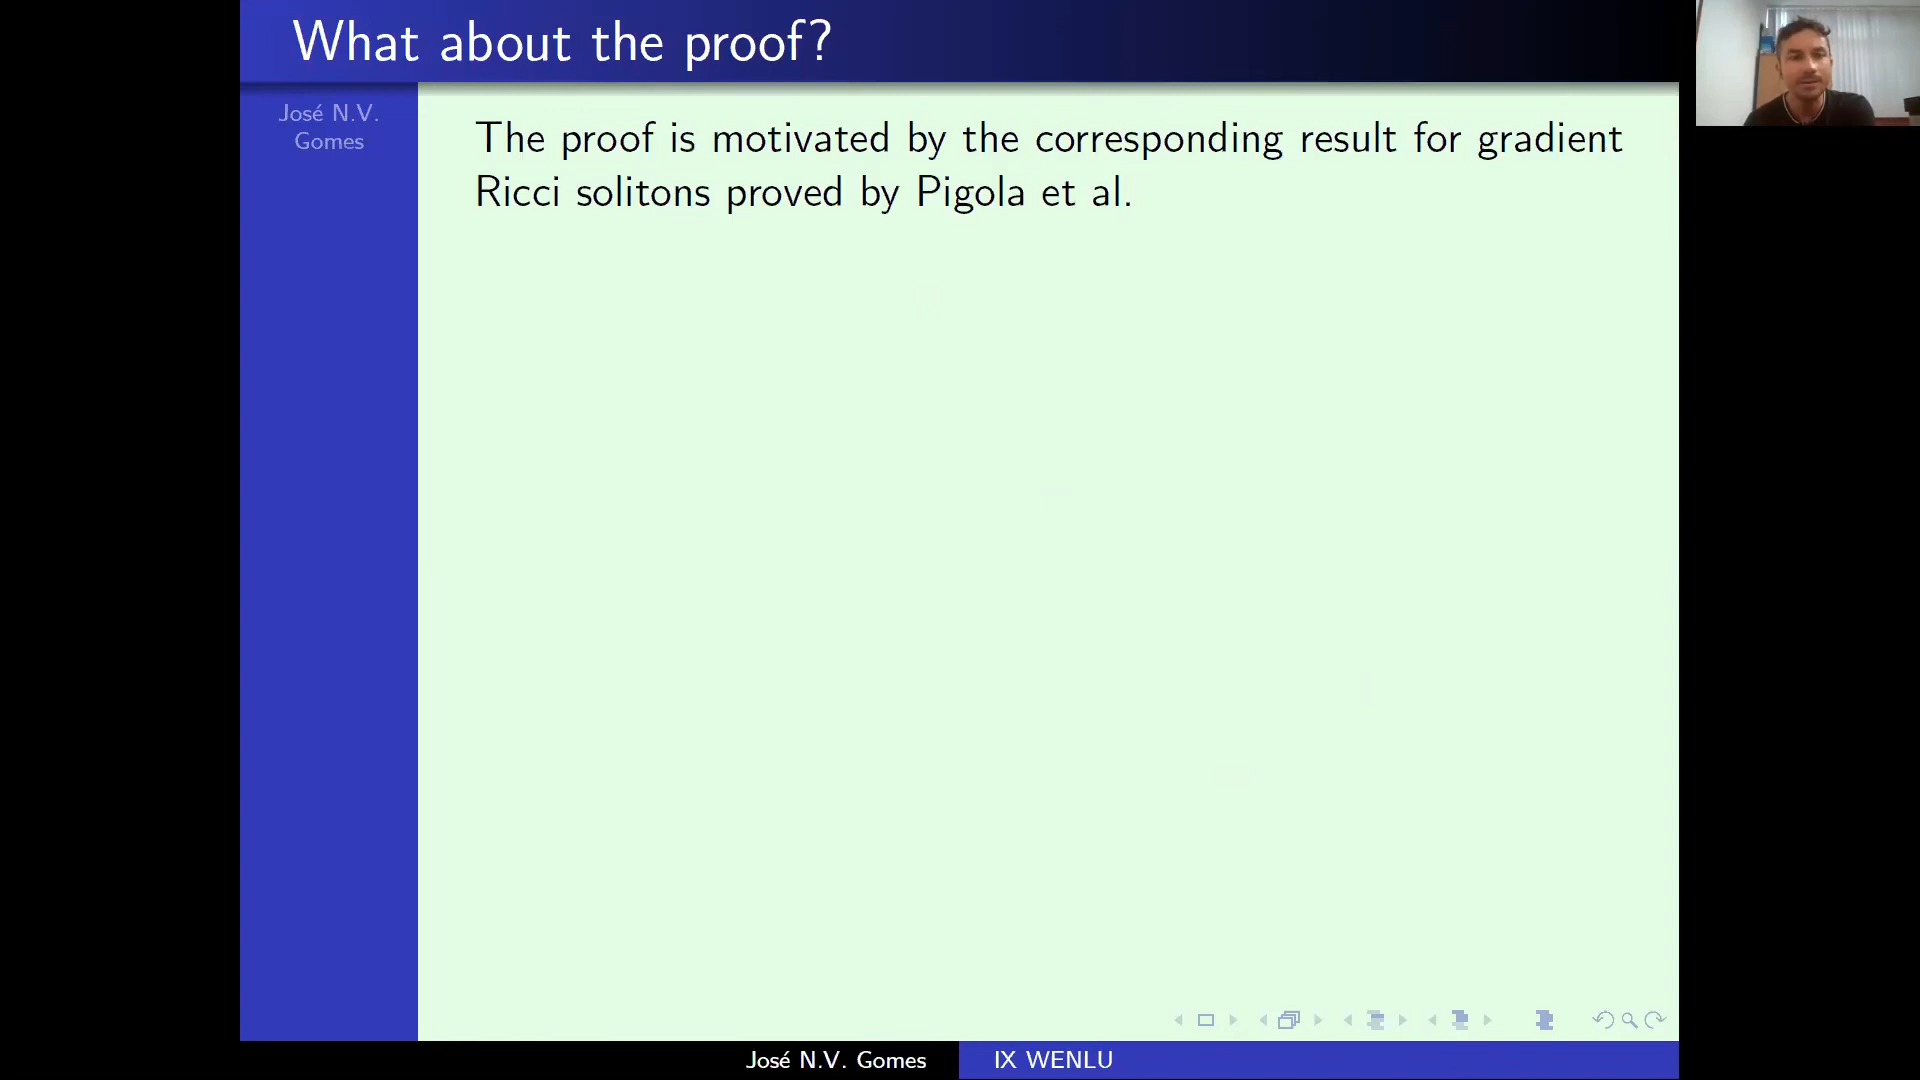 What about the proof?
José N.V.
Gomes
The proof is motivated by the corresponding result for gradient
Ricci solitons proved by Pigola et al.
José N.V. Gomes
IX WENLU